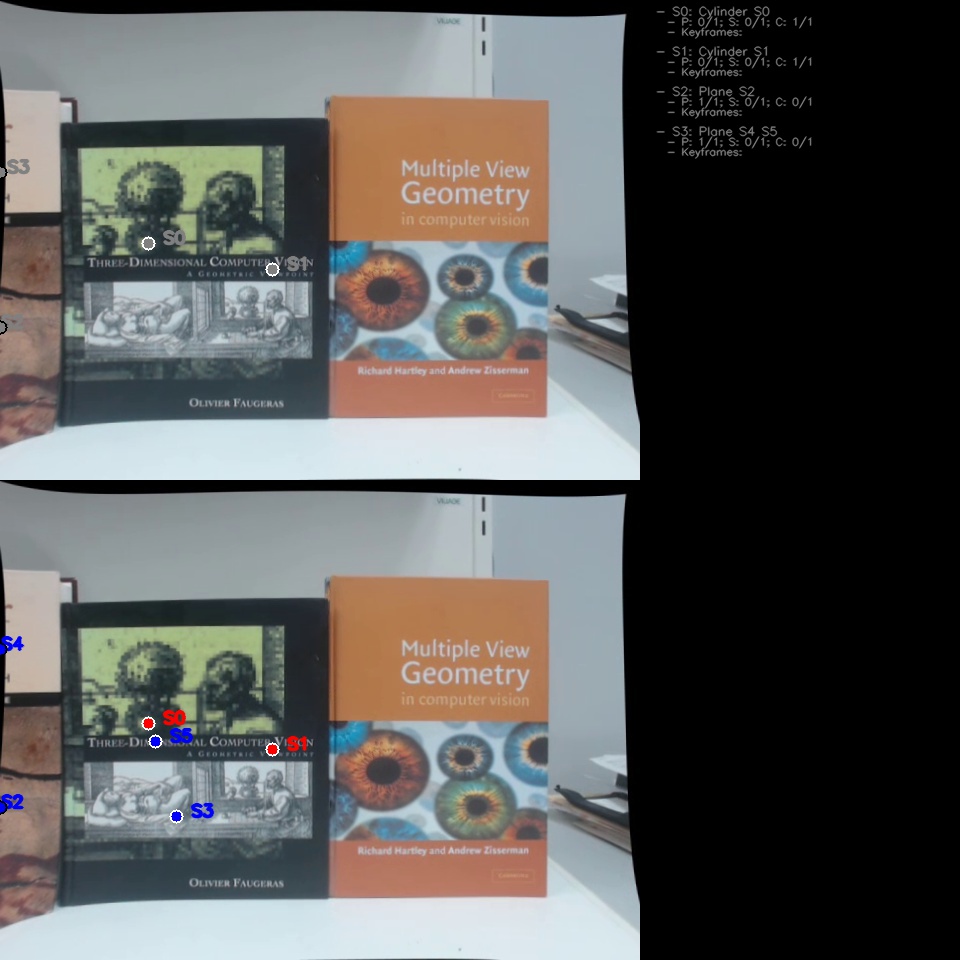 – S0: Cylinder S0
– P: 0/1; S: 0/1; C: 1/1
– Keyframes:
– S1: Cylinder S1
– P: 0/1; S: 0/1; C: 1/1
– Keyframes:
– S2: Plane S2
– P: 1/1; S: 0/1; C: 0/1
– Keyframes:
– S3: Plane S4 S5
– P: 1/1; S: 0/1; C: 0/1
– Keyframes:
S3
S0
S1
THREE-DIMENSIONAL COMPUTER VISION
A GEOMETRIC VIEWPOINT
OLIVIER FAUGERAS
Multiple View
Geometry
in computer vision
Richard Hartley and Andrew Zisserman
S4
S0
S5
S1
THREE-DIMENSIONAL COMPUTER VISION
A GEOMETRIC VIEWPOINT
S2
S3
OLIVIER FAUGERAS
Multiple View
Geometry
in computer vision
Richard Hartley and Andrew Zisserman